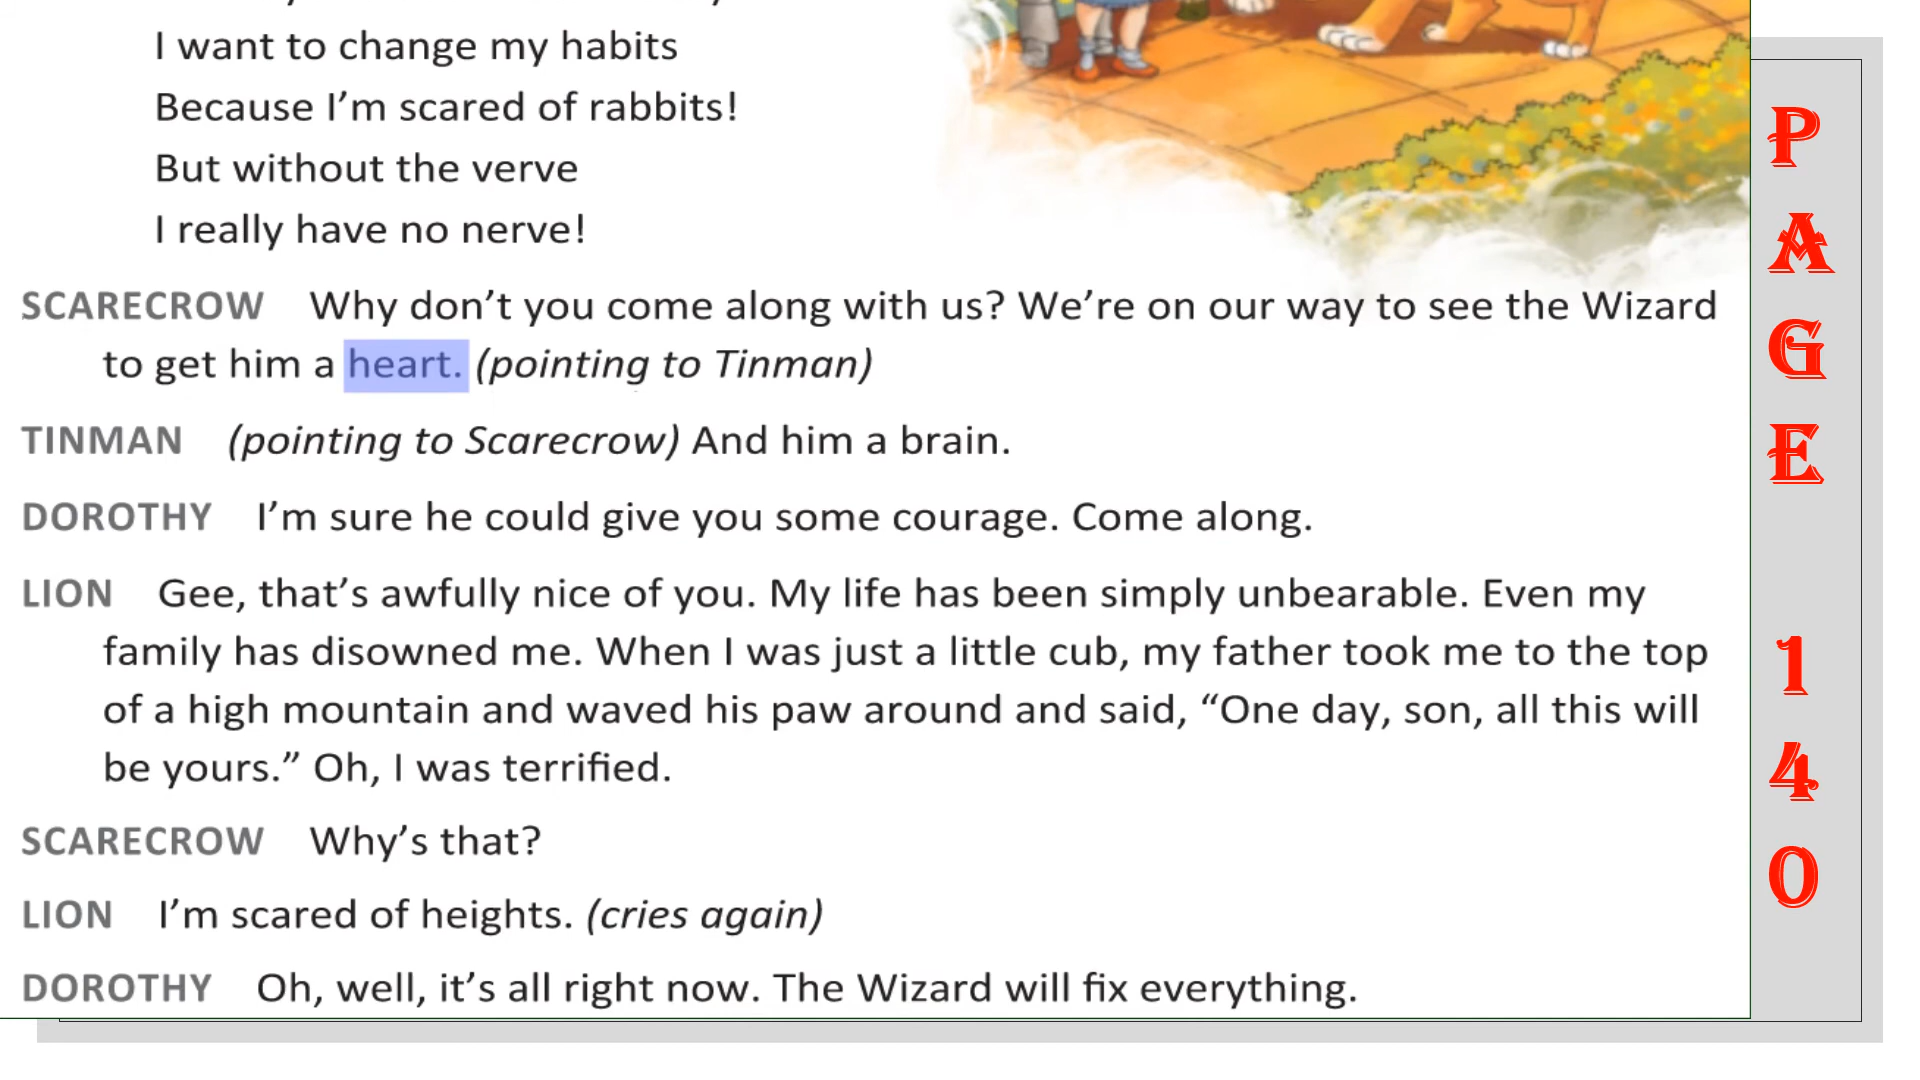 I want to change my habits
Because I'm scared of rabbits!
But without the verve
I really have no nerve!
SCARECROW Why don't you come along with us? We're on our way to see the Wizard
to get him a heart. (pointing to Tinman)
TINMAN (pointing to Scarecrow) And him a brain.
DOROTHY I'm sure he could give you some courage. Come along.
LION Gee, that's awfully nice of you. My life has been simply unbearable. Even my
family has disowned me. When I was just a little cub, my father took me to the top
of a high mountain and waved his paw around and said, “One day, son, all this will
be yours.” Oh, I was terrified.
SCARECROW Why's that?
LION I'm scared of heights. (cries again)
DOROTHY Oh, well, it's all right now. The Wizard will fix everything.
PAGE 140